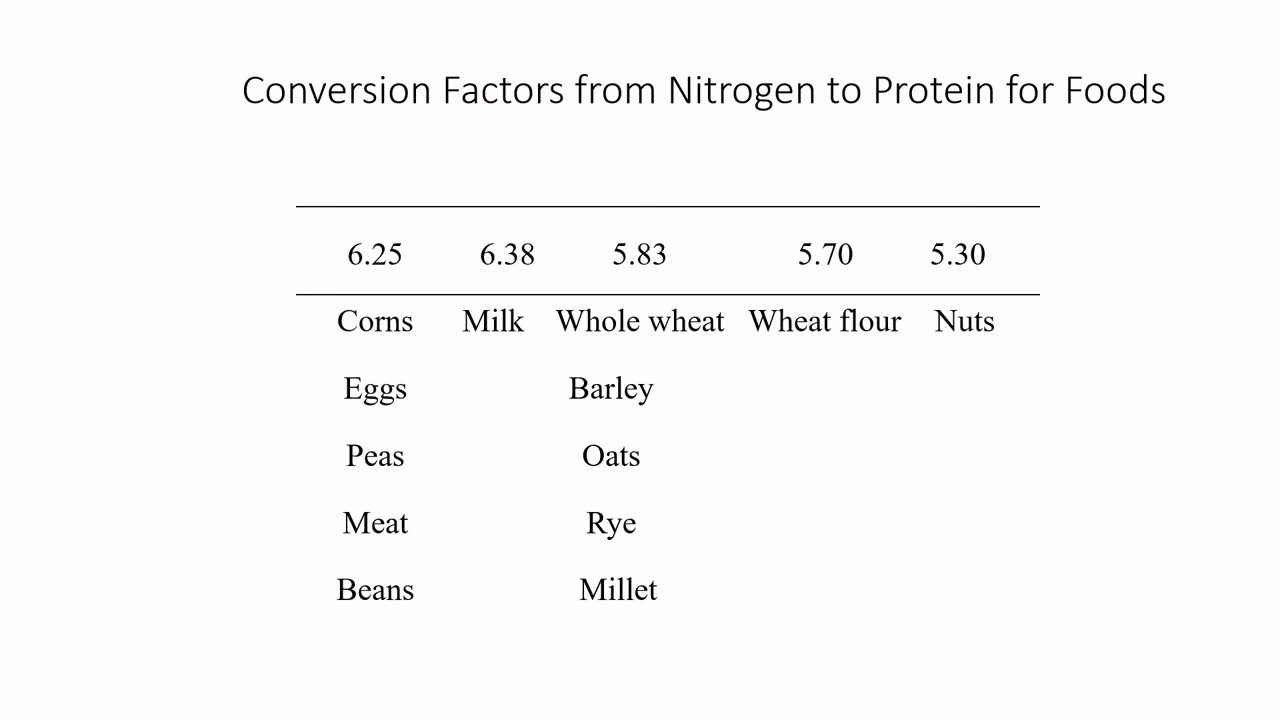 Conversion Factors from Nitrogen to Protein for Foods
6.25 6.38 5.83 5.70 5.30
Corns Milk Whole wheat Wheat flour Nuts
Eggs Barley
Peas Oats
Meat Rye
Beans Millet